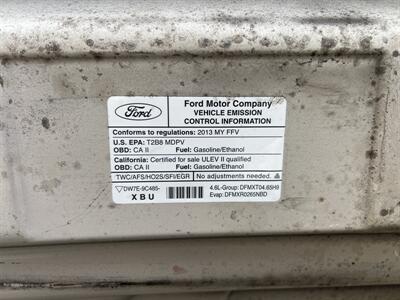 Ford
Ford Motor Company
VEHICLE EMISSION
CONTROL INFORMATION
Conforms to regulations: 2013 MY FFV
U.S. EPA: T2B8 MDPV
OBD: CA II Fuel: Gasoline/Ethanol
California: Certified for sale ULEV II qualified
OBD: CA II Fuel: Gasoline/Ethanol
TWC/AFS/HO2S/SFI/EGR No adjustments needed.
DW7E-9C485- 4.6L-Group: DFMXT04.65H9
XBU Evap: DFMXR0265NBD